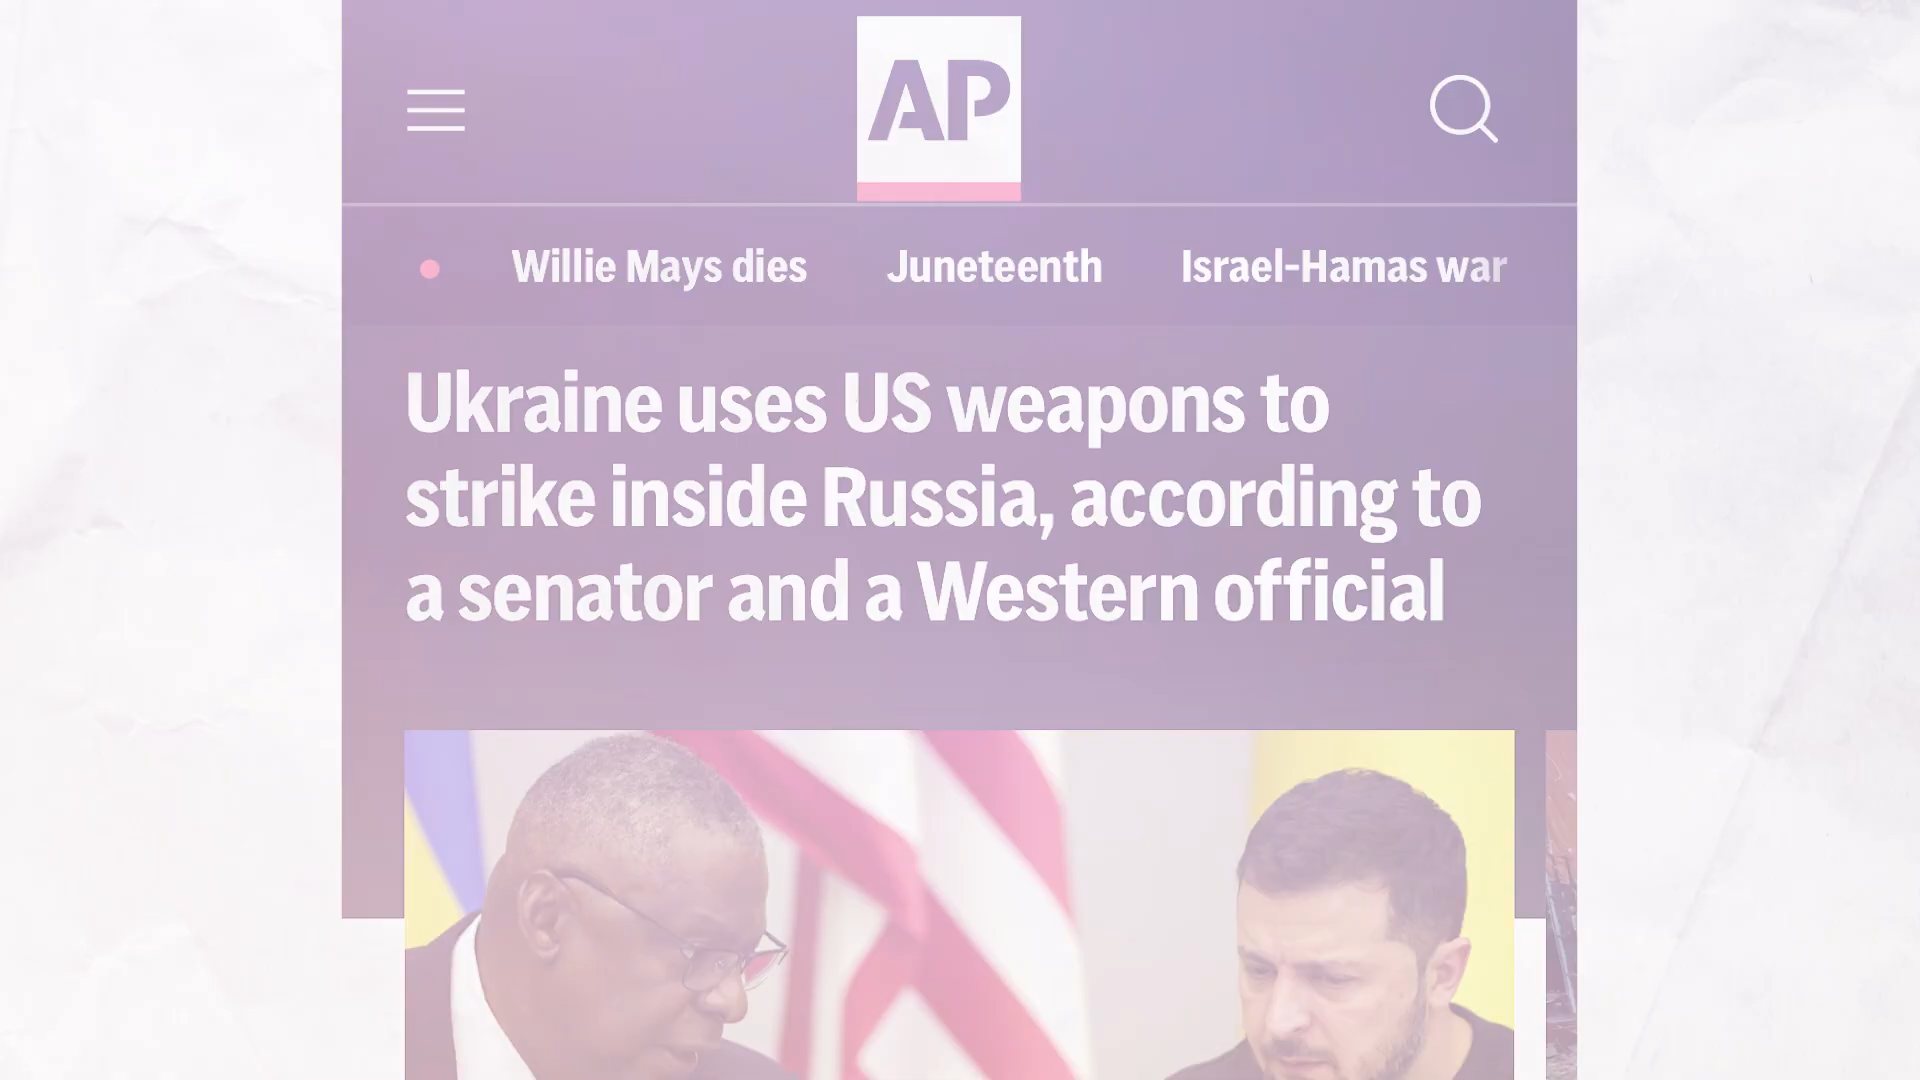 AP
Willie Mays dies
Juneteenth
Israel-Hamas war
Ukraine uses US weapons to
strike inside Russia, according to
a senator and a Western official